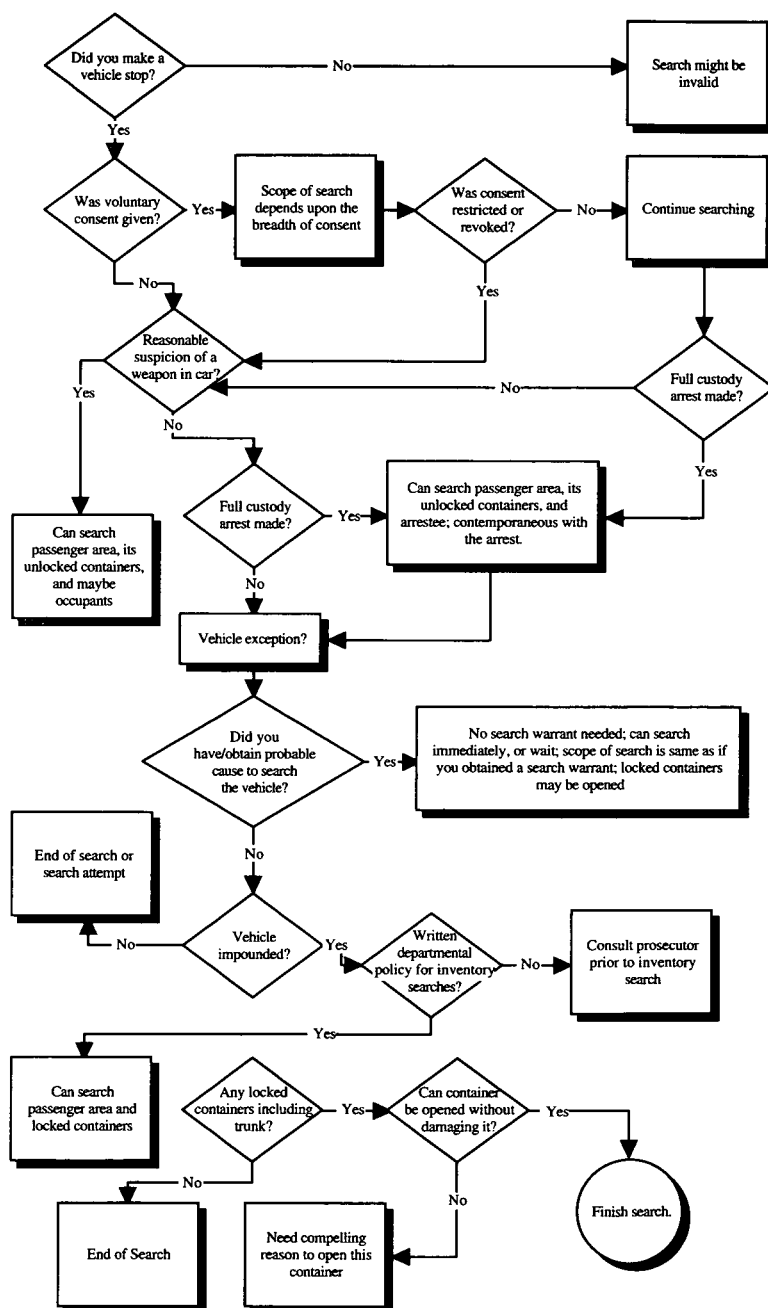 Did you make a
vehicle stop?
No
Search might be
invalid
Yes
Was voluntary
consent given?
Yes
Scope of search
depends upon the
breadth of consent
Was consent
restricted or
revoked?
No
Continue searching
No
Yes
Reasonable
suspicion of a
weapon in car?
Yes
No
Full custody
arrest made?
No
Yes
Can search
passenger area, its
unlocked containers,
and maybe
occupants
Full custody
arrest made?
Yes
Can search passenger area, its
unlocked containers, and
arrestee; contemporaneous with
the arrest.
No
Vehicle exception?
Did you
have/obtain probable
cause to search
the vehicle?
Yes
No search warrant needed; can search
immediately, or wait; scope of search is same as if
you obtained a search warrant; locked containers
may be opened
No
End of search or
search attempt
No
Vehicle
impounded?
Yes
Written
departmental
policy for inventory
searches?
No
Consult prosecutor
prior to inventory
search
Yes
Can search
passenger area and
locked containers
Any locked
containers including
trunk?
Yes
Can container
be opened without
damaging it?
Yes
No
No
End of Search
Need compelling
reason to open this
container
Finish search.